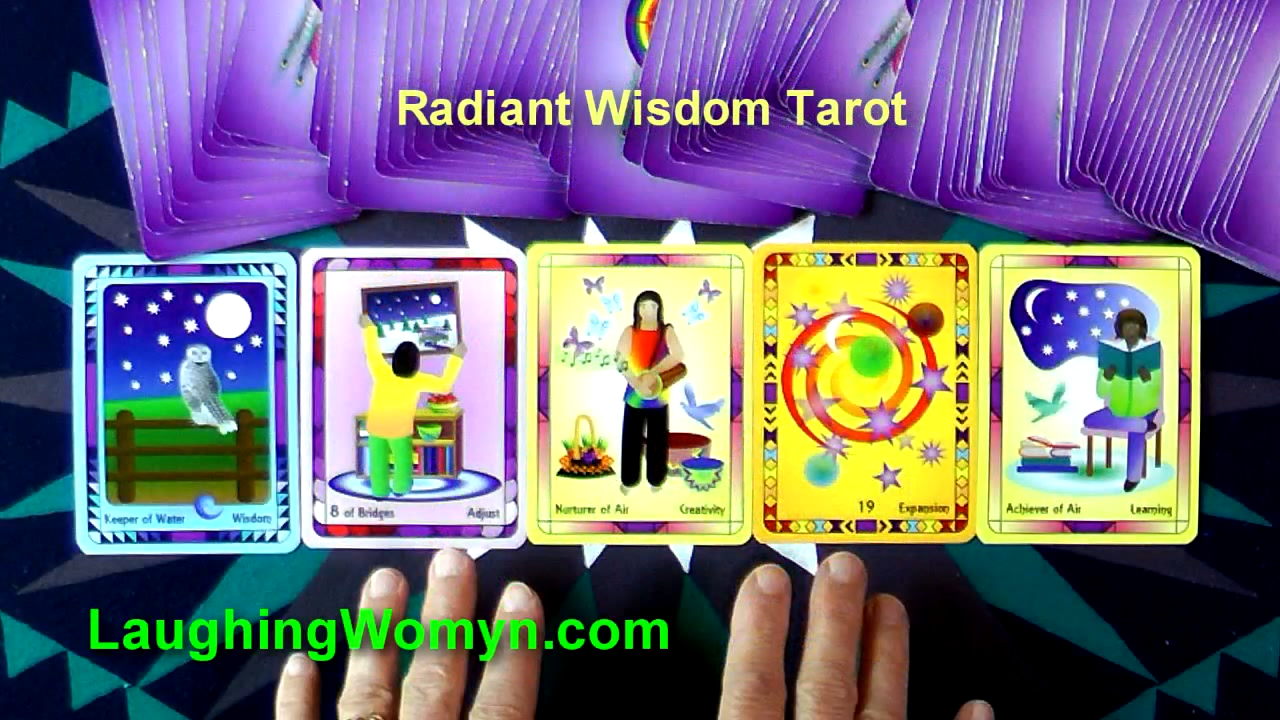 Radiant Wisdom Tarot
Keeper of Water
Wisdom
8 of Bridges
Adjust
Nurturer of Air
Creativity
19
Expansion
Achiever of Air
Learning
LaughingWomyn.com